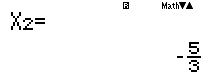 R Math▼▲
X2=
-5/3